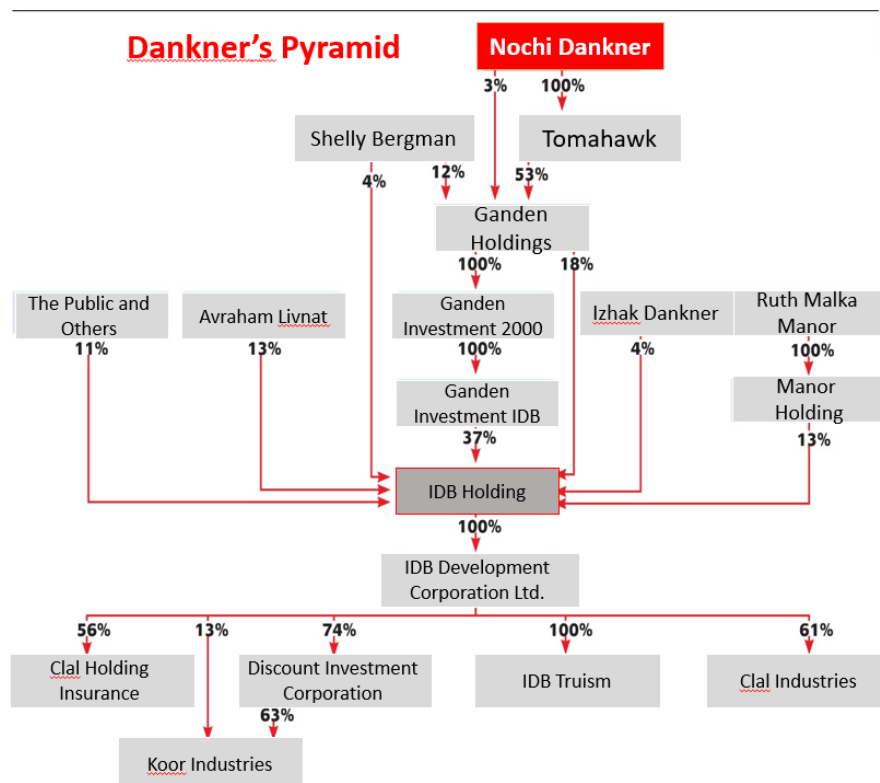 Dankner's Pyramid
Nochi Dankner
3%
100%
Shelly Bergman
Tomahawk
4%
12%
53%
Ganden
Holdings
100%
18%
The Public and
Others
11%
Avraham Livnat
13%
Ganden
Investment 2000
100%
Izhak Dankner
4%
Ruth Malka
Manor
100%
Ganden
Investment IDB
37%
Manor
Holding
13%
IDB Holding
100%
IDB Development
Corporation Ltd.
56%
13%
74%
100%
61%
Clal Holding
Insurance
Discount Investment
Corporation
IDB Truism
Clal Industries
63%
Koor Industries